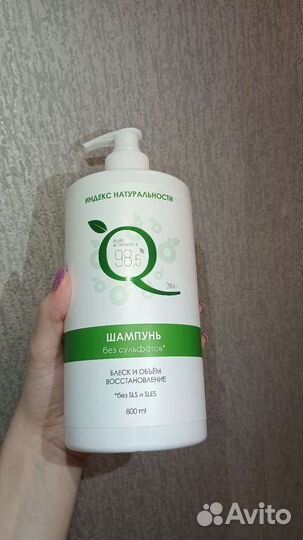 ИНДЕКС НАТУРАЛЬНОСТИ
98,5%
ШАМПУНЬ
без сульфатов*
БЛЕСК И ОБЪЁМ
ВОССТАНОВЛЕНИЕ
*без SLS и SLES
800 ml
Avito